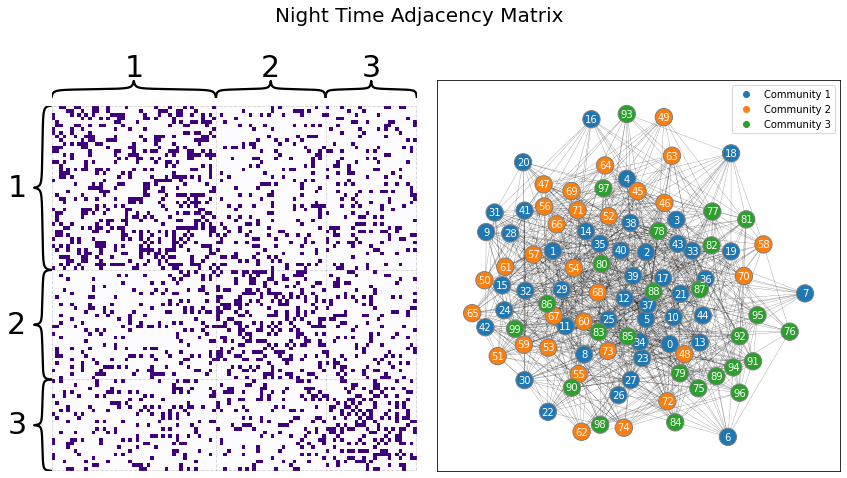 Night Time Adjacency Matrix
1 2 3
1
2
3
Community 1
Community 2
Community 3
16 93 49
18
63
20 64
4
47 97
69 45
56 41 71 46
31 52 77
66 38 3 81
9 28 14 78
35 43 82 58
1 40 2 33 19
57
61 54 80
50 39 17 36 70
15 32 29 68 88 21 87 7
12
86 37
24 67 60 25 5 10 44 95
65
42 99 11 83 76
85 92
59 53 34 0 13
51 8 73 48
23 91
55 94
30 90 27 79 89
26 75 96
72
22
98 84
62 74 6